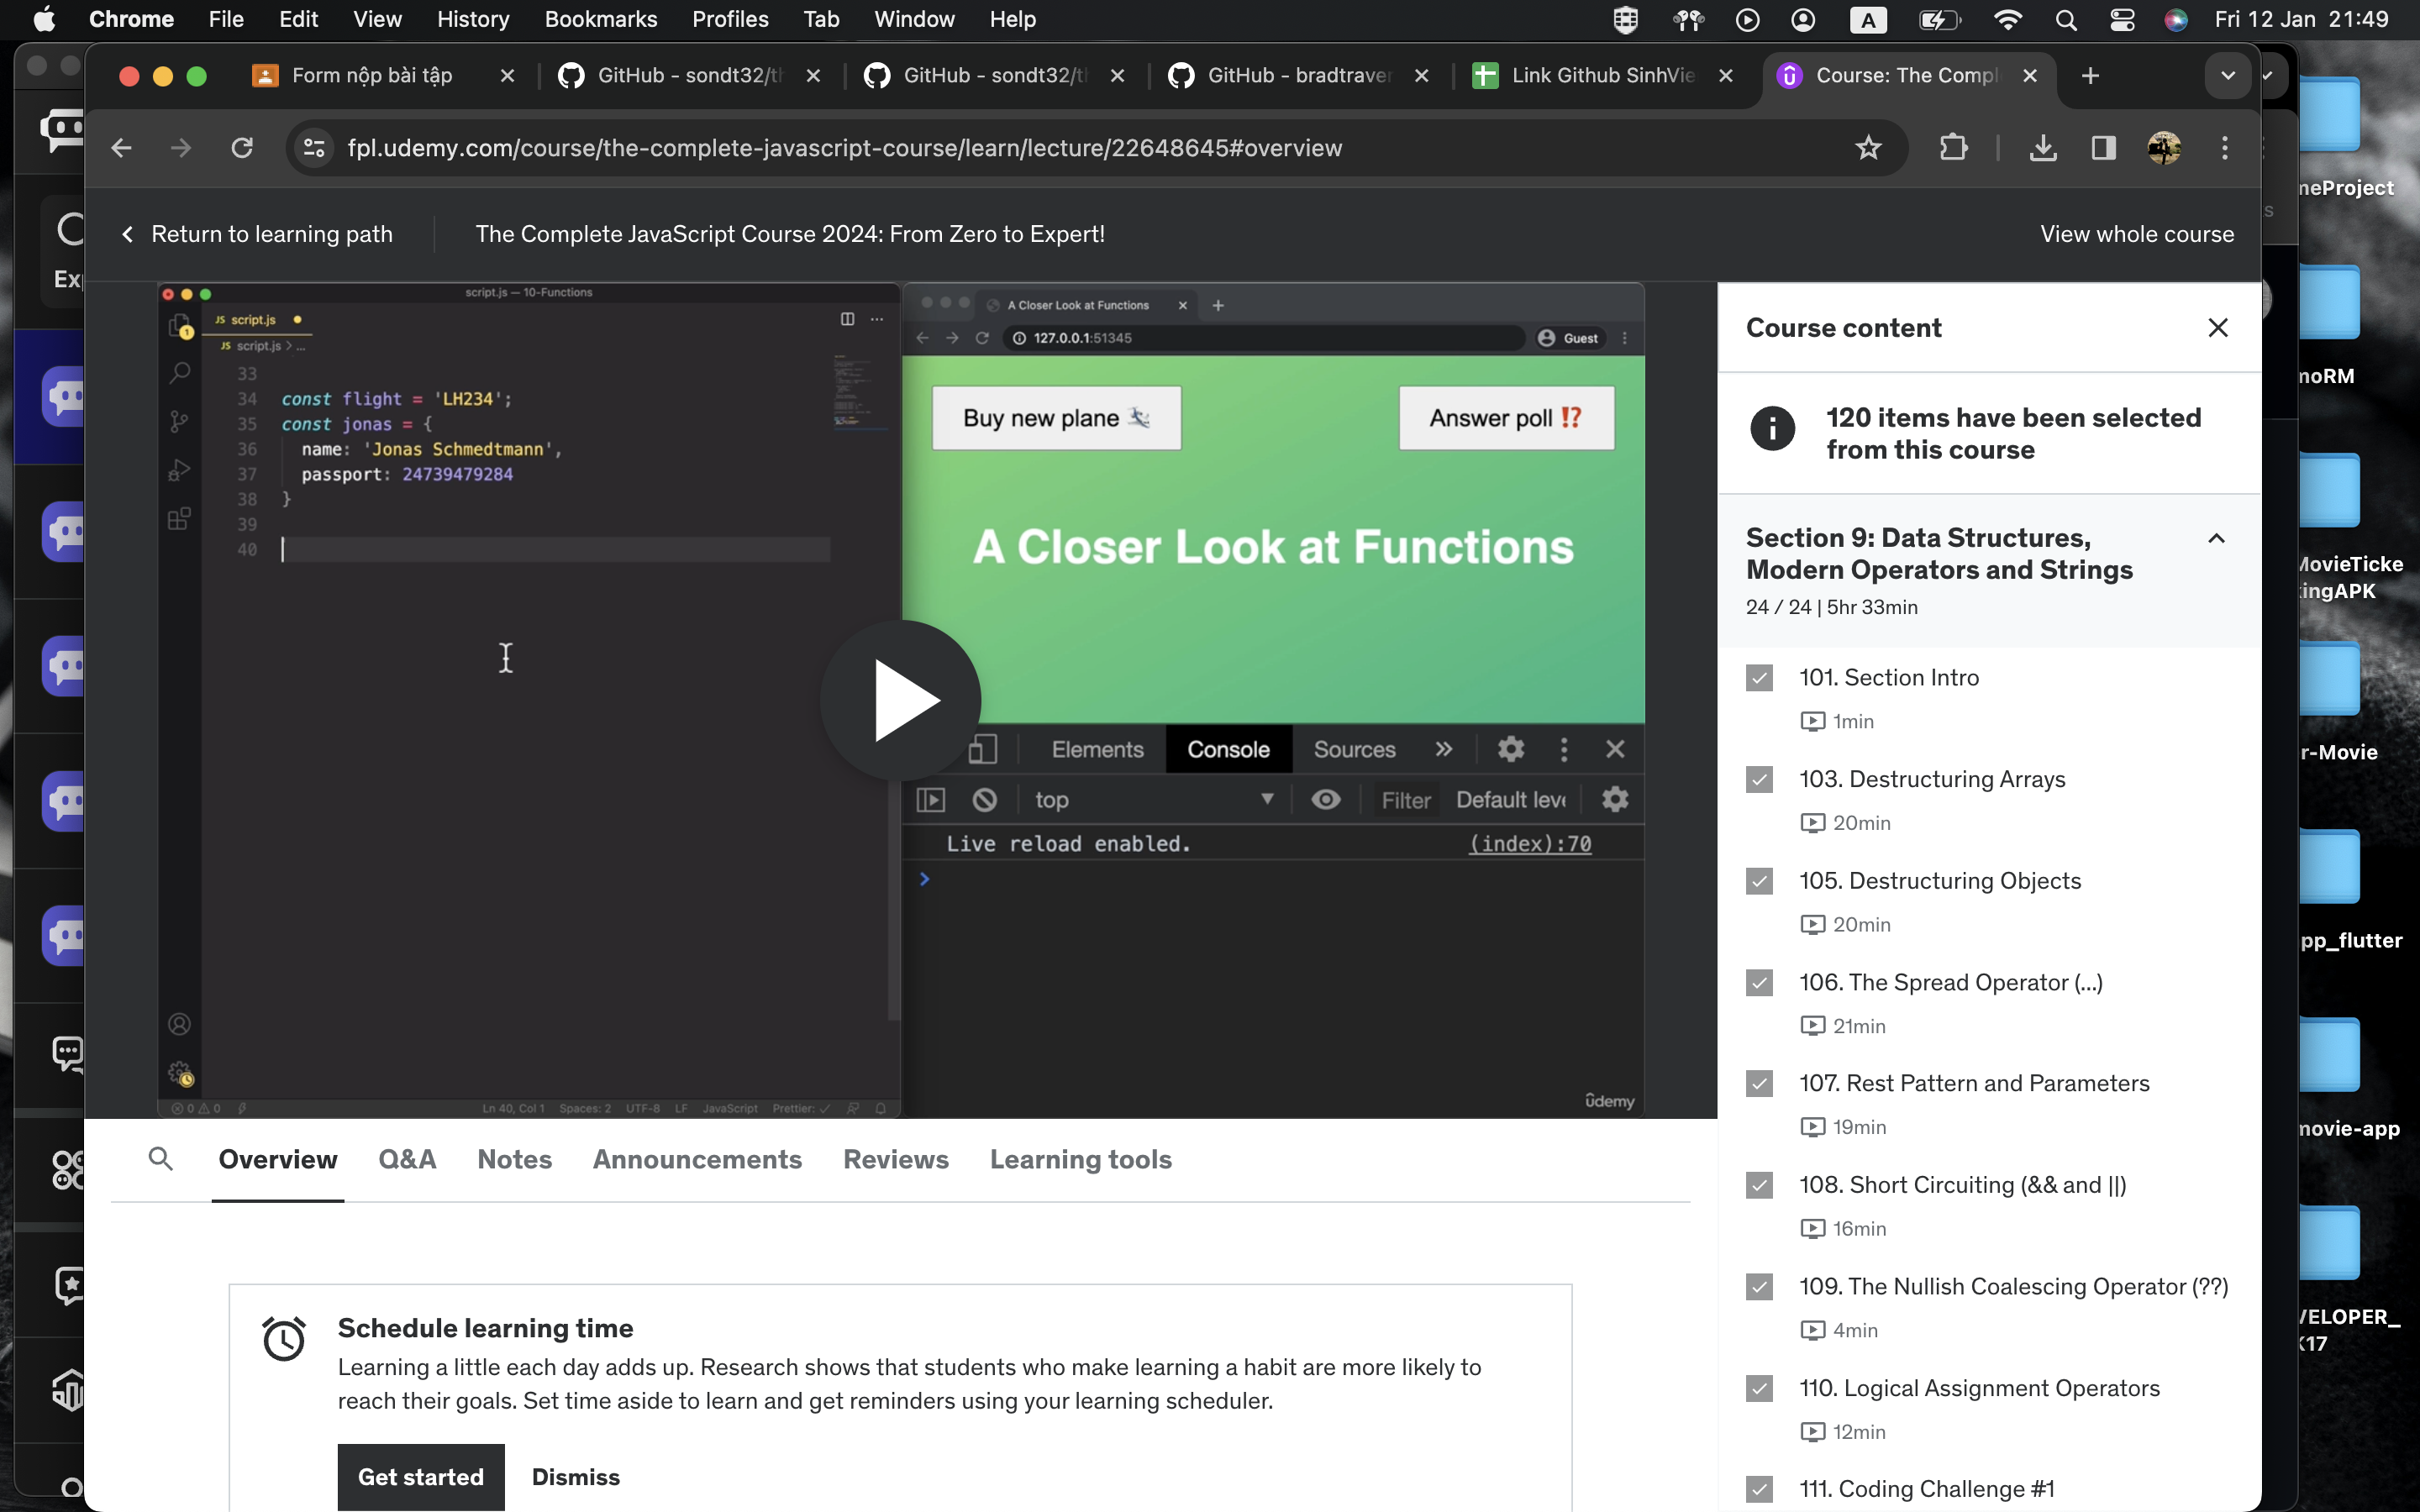 Chrome File Edit View History Bookmarks Profiles Tab Window Help A Fri 12 Jan 21:49
Form nộp bài tập
GitHub - sondt32/th
GitHub - sondt32/th
GitHub - bradtraver
Link Github SinhVie
Course: The Compl
fpl.udemy.com/course/the-complete-javascript-course/learn/lecture/22648645#overview
Return to learning path
The Complete JavaScript Course 2024: From Zero to Expert!
View whole course
script.js — 10-Functions
JS script.js
JS script.js > ...
33
34 const flight = 'LH234';
35 const jonas = {
36 name: 'Jonas Schmedtmann',
37 passport: 24739479284
38 }
39
40
Ln 40, Col 1 Spaces: 2 UTF-8 LF JavaScript Prettier: ✓
0 0
A Closer Look at Functions
127.0.0.1:51345
Guest
Buy new plane
Answer poll ⁉️
A Closer Look at Functions
Elements Console Sources
top Filter Default leve
Live reload enabled. (index):70
>
ûdemy
Course content
120 items have been selected
from this course
Section 9: Data Structures,
Modern Operators and Strings
24 / 24 | 5hr 33min
101. Section Intro
1min
103. Destructuring Arrays
20min
105. Destructuring Objects
20min
106. The Spread Operator (...)
21min
107. Rest Pattern and Parameters
19min
108. Short Circuiting (&& and ||)
16min
109. The Nullish Coalescing Operator (??)
4min
110. Logical Assignment Operators
12min
111. Coding Challenge #1
Overview Q&A Notes Announcements Reviews Learning tools
Schedule learning time
Learning a little each day adds up. Research shows that students who make learning a habit are more likely to
reach their goals. Set time aside to learn and get reminders using your learning scheduler.
Get started Dismiss
Exp
meProject
moRM
MovieTicke
kingAPK
r-Movie
pp_flutter
movie-app
VELOPER_
K17